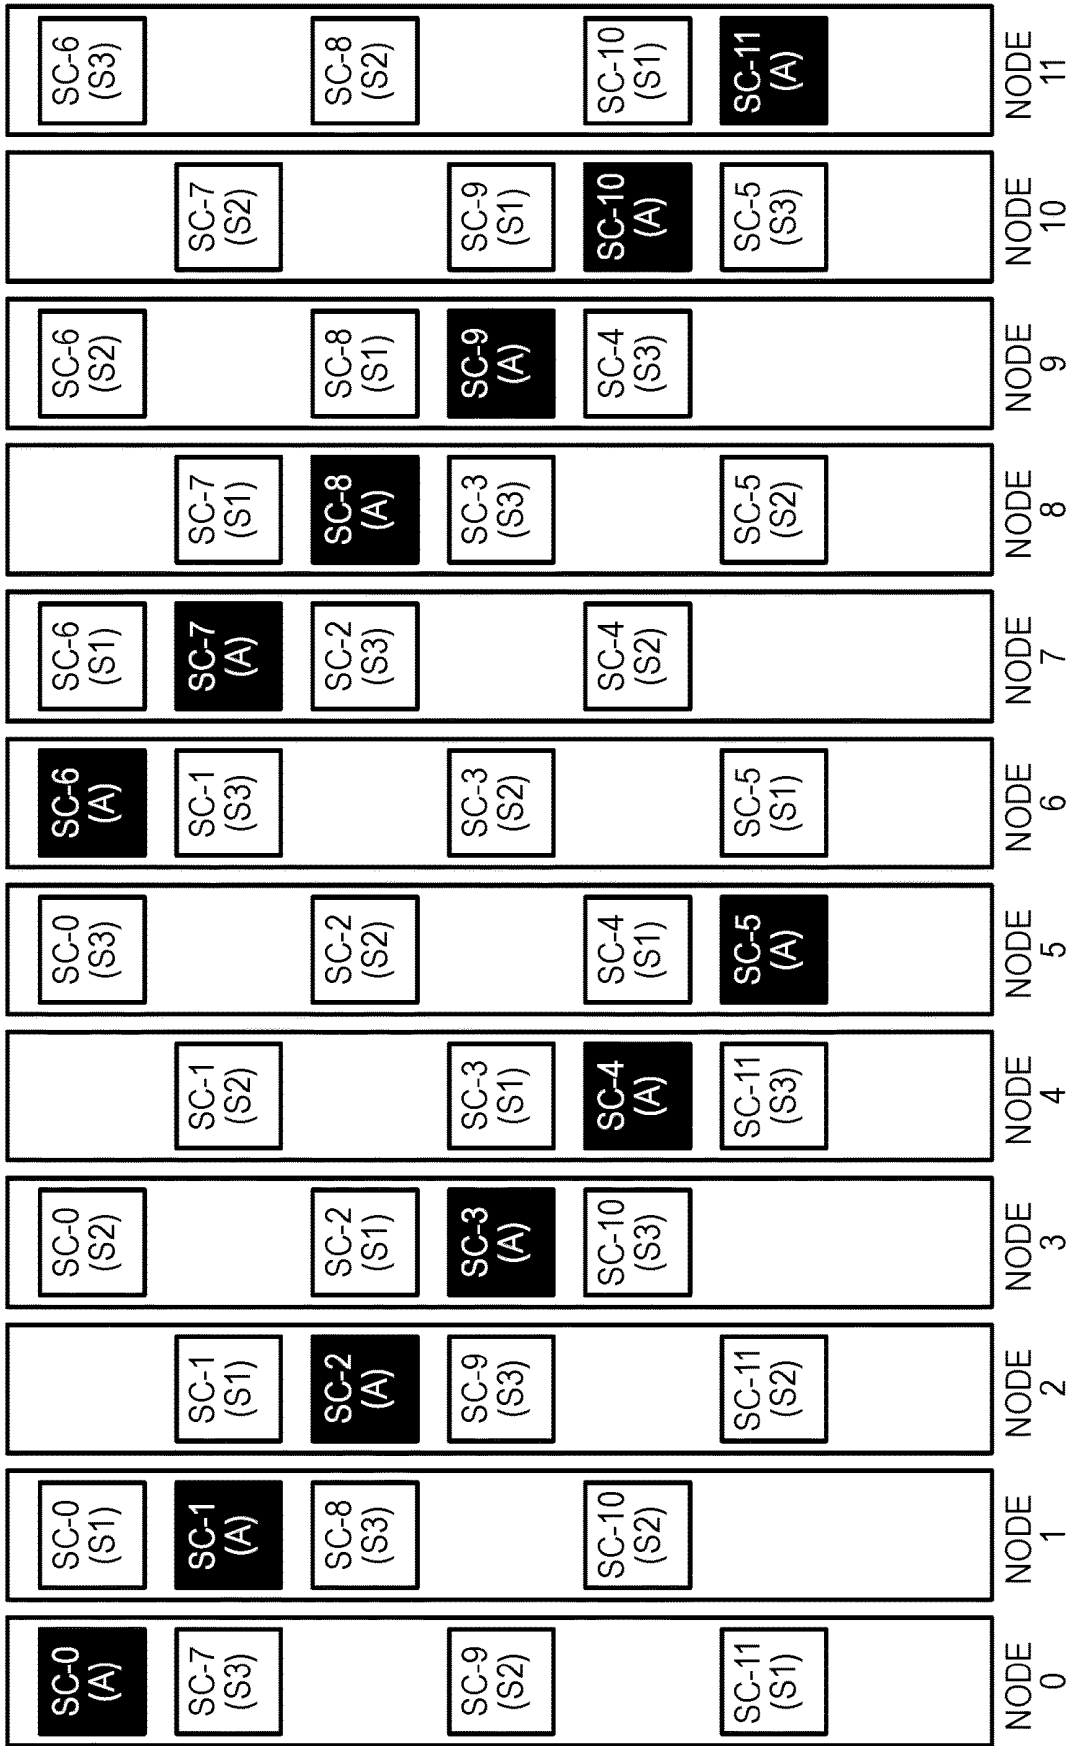 SC-0
(A)
SC-7
(S3)
SC-9
(S2)
SC-11
(S1)
NODE
0
SC-0
(S1)
SC-1
(A)
SC-8
(S3)
SC-10
(S2)
NODE
1
SC-1
(S1)
SC-2
(A)
SC-9
(S3)
SC-11
(S2)
NODE
2
SC-0
(S2)
SC-2
(S1)
SC-3
(A)
SC-10
(S3)
NODE
3
SC-1
(S2)
SC-3
(S1)
SC-4
(A)
SC-11
(S3)
NODE
4
SC-0
(S3)
SC-2
(S2)
SC-4
(S1)
SC-5
(A)
NODE
5
SC-6
(A)
SC-1
(S3)
SC-3
(S2)
SC-5
(S1)
NODE
6
SC-6
(S1)
SC-7
(A)
SC-2
(S3)
SC-4
(S2)
NODE
7
SC-7
(S1)
SC-8
(A)
SC-3
(S3)
SC-5
(S2)
NODE
8
SC-6
(S2)
SC-8
(S1)
SC-9
(A)
SC-4
(S3)
NODE
9
SC-7
(S2)
SC-9
(S1)
SC-10
(A)
SC-5
(S3)
NODE
10
SC-6
(S3)
SC-8
(S2)
SC-10
(S1)
SC-11
(A)
NODE
11